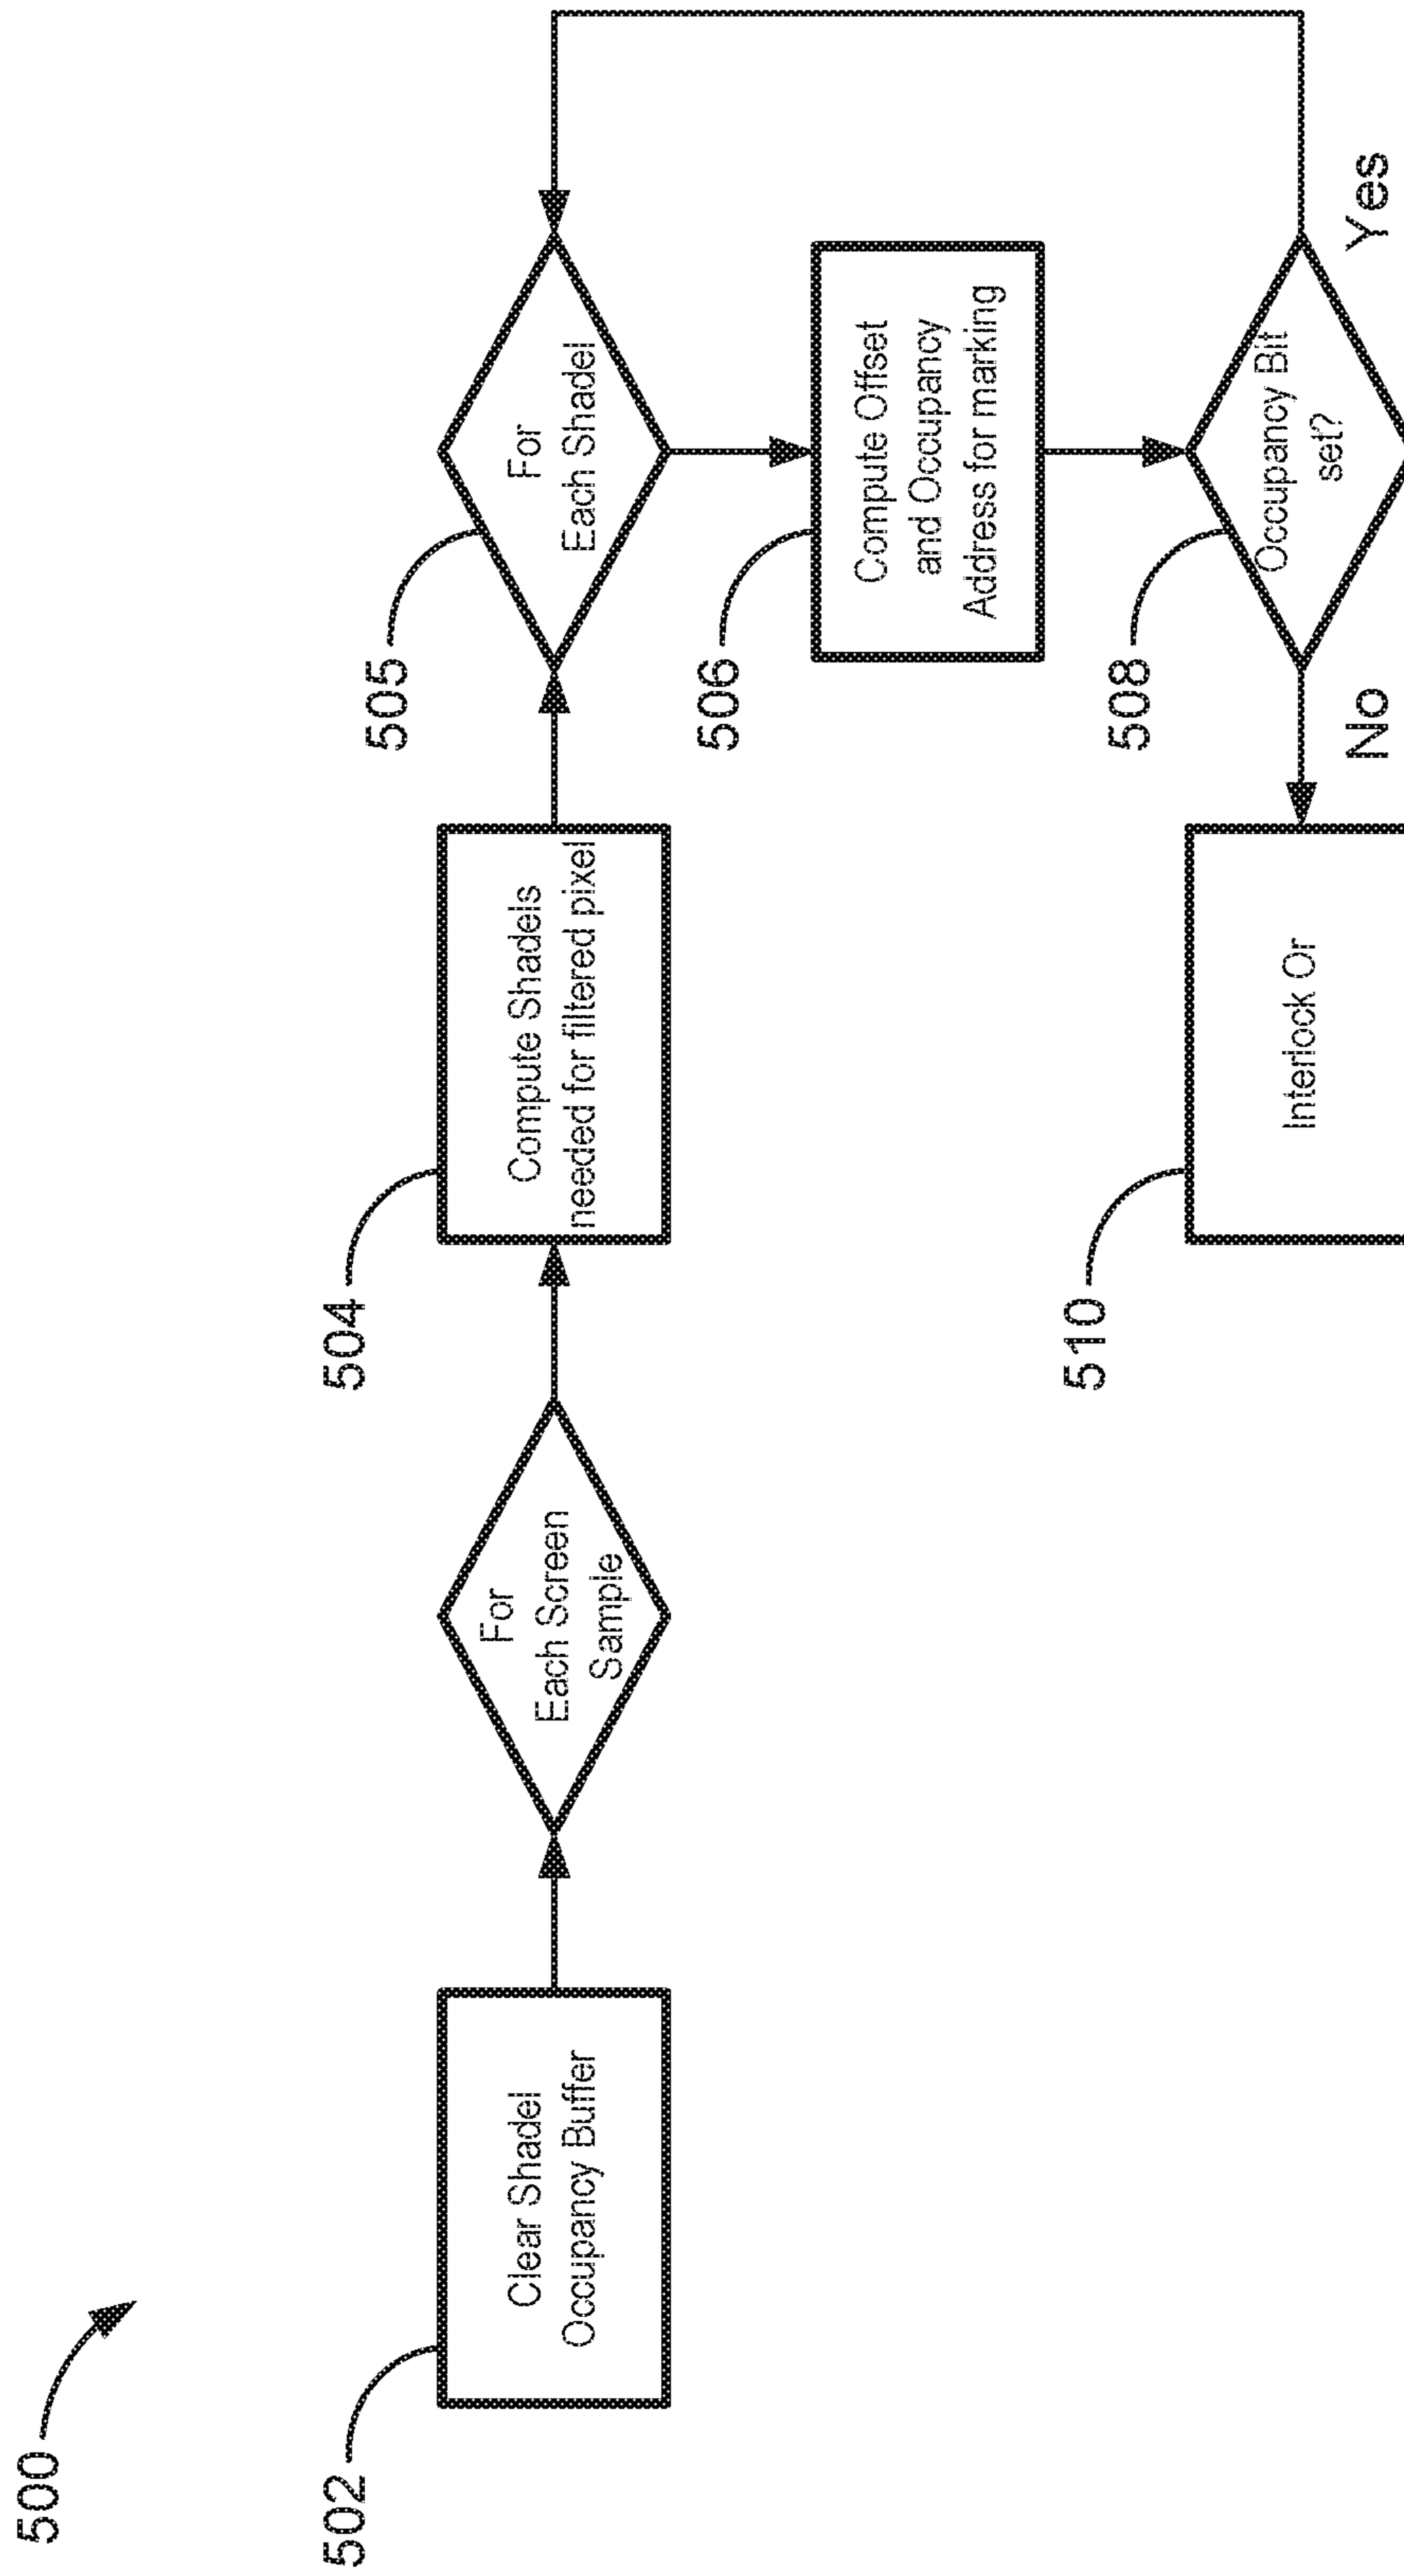 500
502
Clear Shadel
Occupancy Buffer
For
Each Screen
Sample
504
Compute Shadels
needed for filtered pixel
505
For
Each Shadel
506
Compute Offset
and Occupancy
Address for marking
508
Occupancy Bit
set?
Yes
No
510
Interlock Or